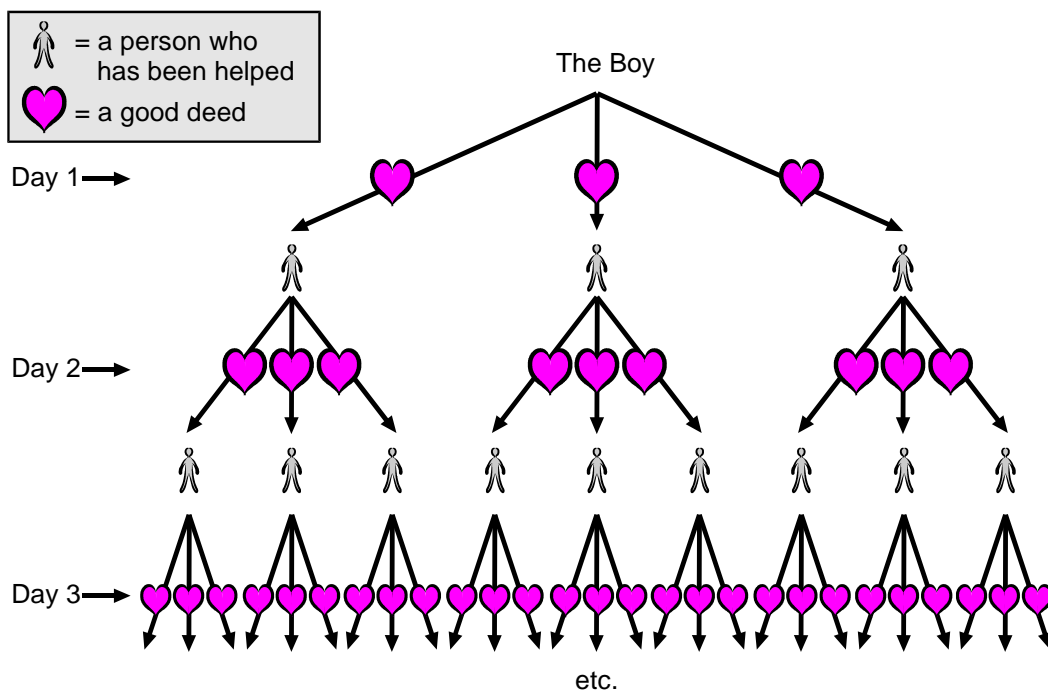 = a person who
has been helped
= a good deed
The Boy
Day 1
Day 2
Day 3
etc.